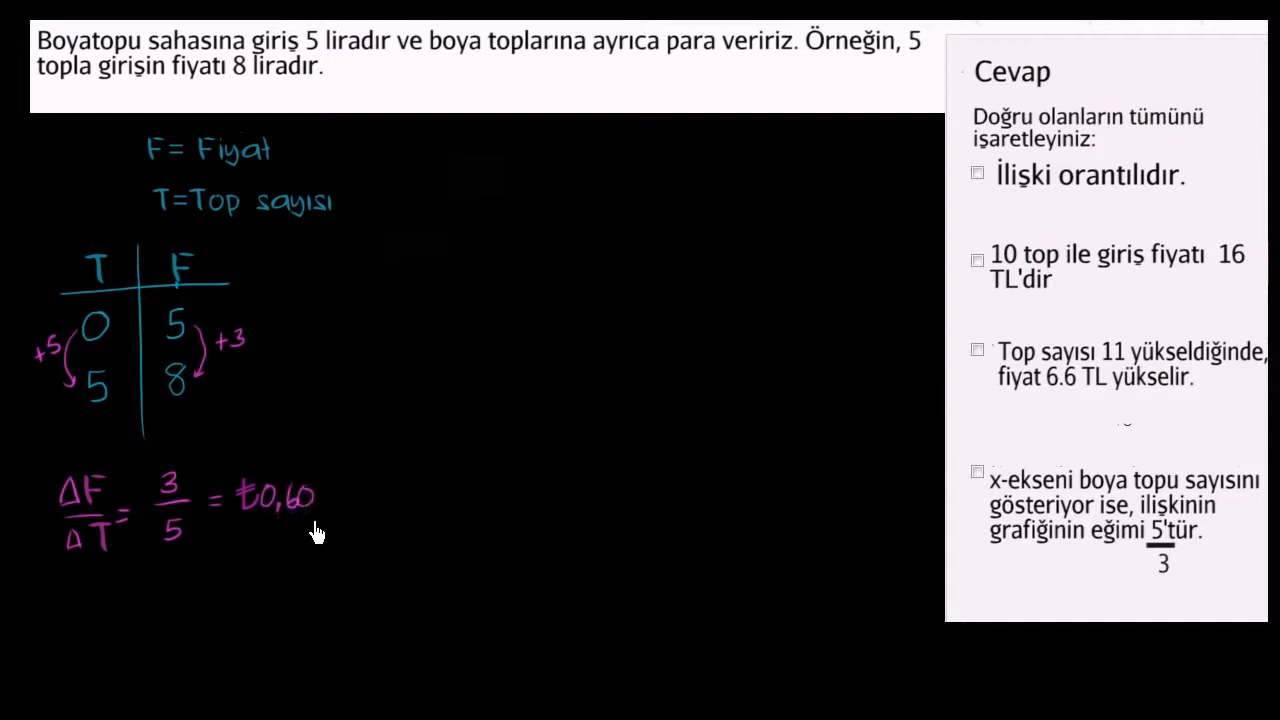 Boyatopu sahasına giriş 5 liradır ve boya toplarına ayrıca para veririz. Örneğin, 5
topla girişin fiyatı 8 liradır.
F = Fiyat
T=Top sayısı
T F
0 5
+5 +3
5 8
ΔF/ΔT = 3/5 = ₺0,60
Cevap
Doğru olanların tümünü
işaretleyiniz:
İlişki orantılıdır.
10 top ile giriş fiyatı 16
TL'dir
Top sayısı 11 yükseldiğinde,
fiyat 6.6 TL yükselir.
x-ekseni boya topu sayısını
gösteriyor ise, ilişkinin
grafiğinin eğimi 5'tür.
3